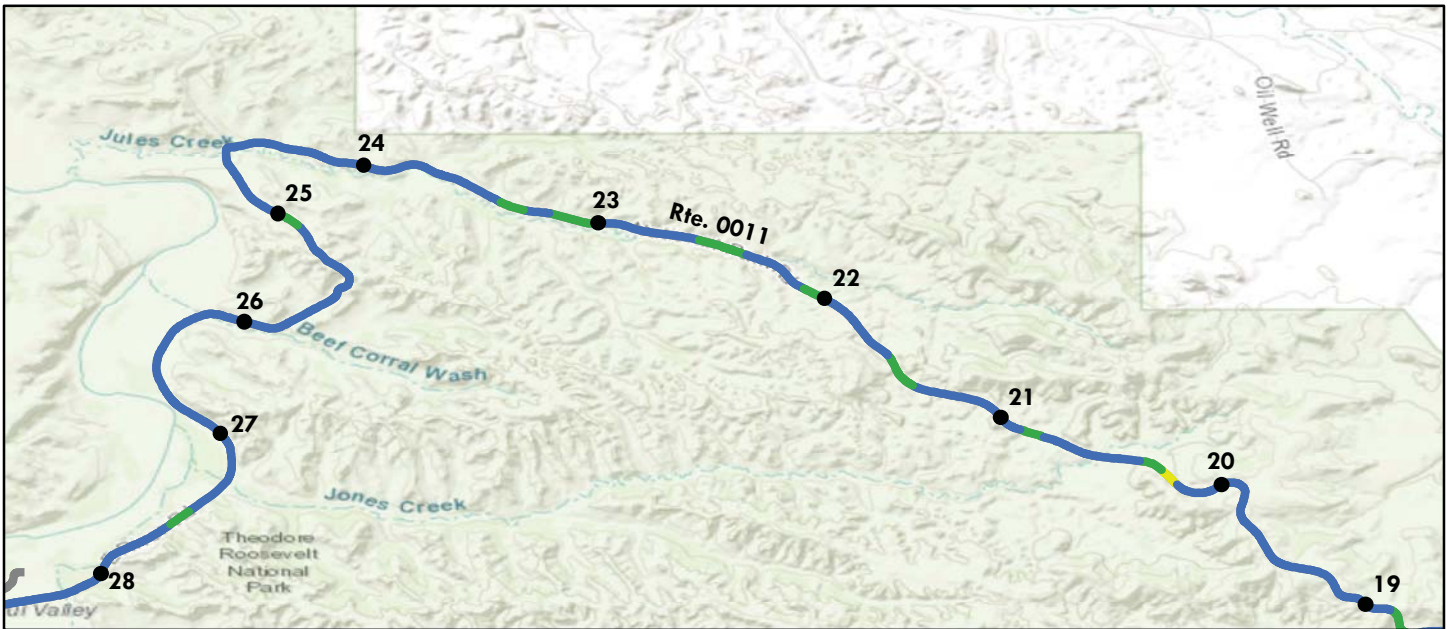 Oil Well Rd
Jules Creek
24
25
23
Rte. 0011
22
26
Beef Corral Wash
21
27
20
Jones Creek
Theodore
Roosevelt
National
Park
28
19
Valley